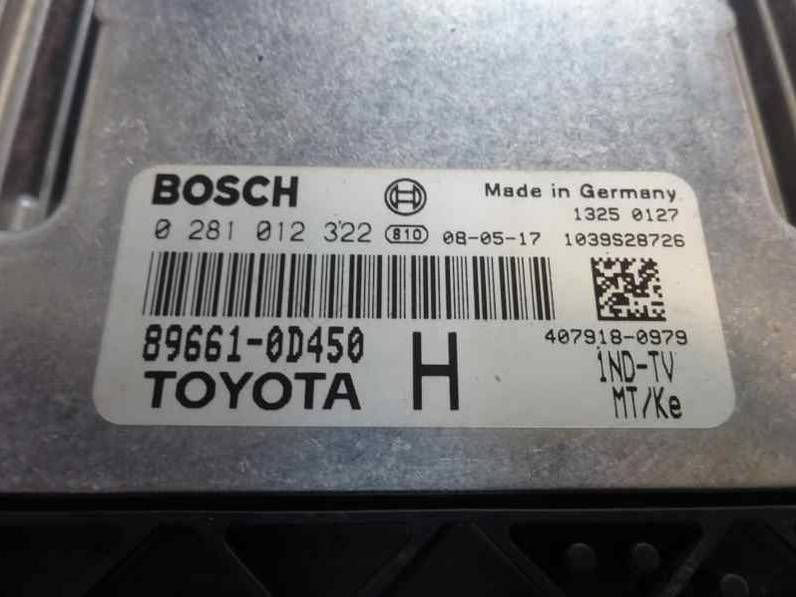 BOSCH Made in Germany
1325 0127
0 281 012 322 810 08-05-17 1039S28726
407918-0979
89661-0D450 H 1ND-TV
TOYOTA MT/Ke